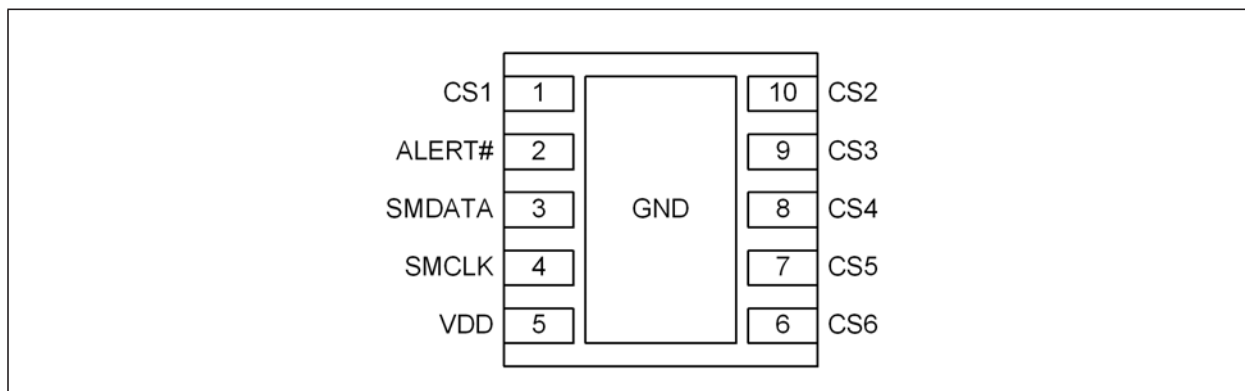 CS1 1 10 CS2
ALERT# 2 9 CS3
SMDATA 3 GND 8 CS4
SMCLK 4 7 CS5
VDD 5 6 CS6